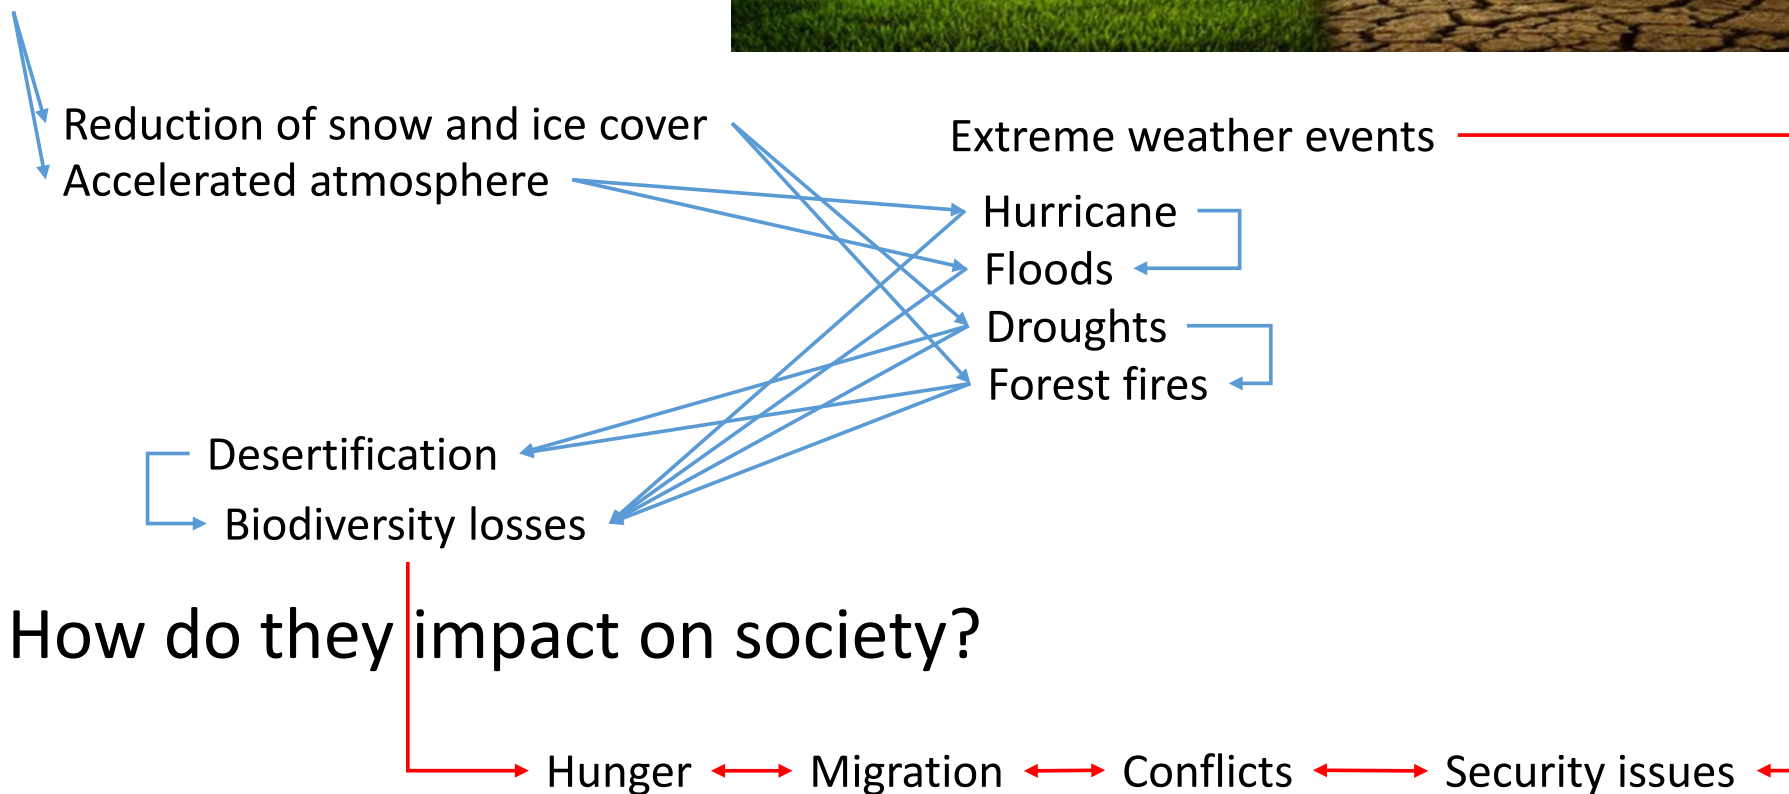 Reduction of snow and ice cover
Accelerated atmosphere
Extreme weather events
Hurricane
Floods
Droughts
Forest fires
Desertification
Biodiversity losses
How do they impact on society?
Hunger
Migration
Conflicts
Security issues